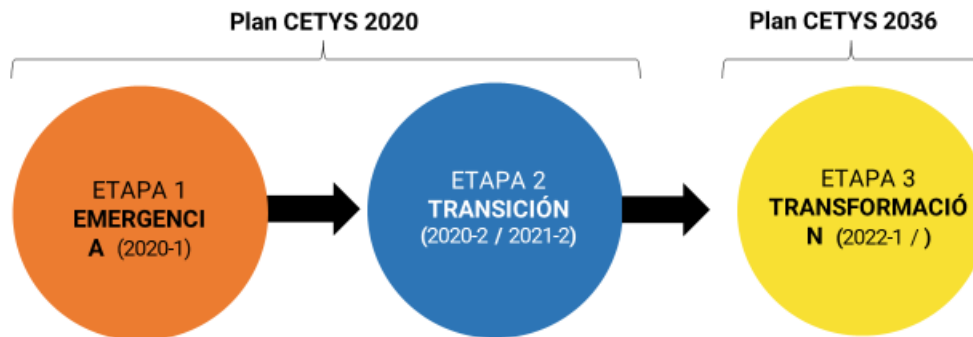 Plan CETYS 2020
Plan CETYS 2036
ETAPA 1
EMERGENCI
A (2020-1)
ETAPA 2
TRANSICIÓN
(2020-2 / 2021-2)
ETAPA 3
TRANSFORMACIÓ
N (2022-1 / )